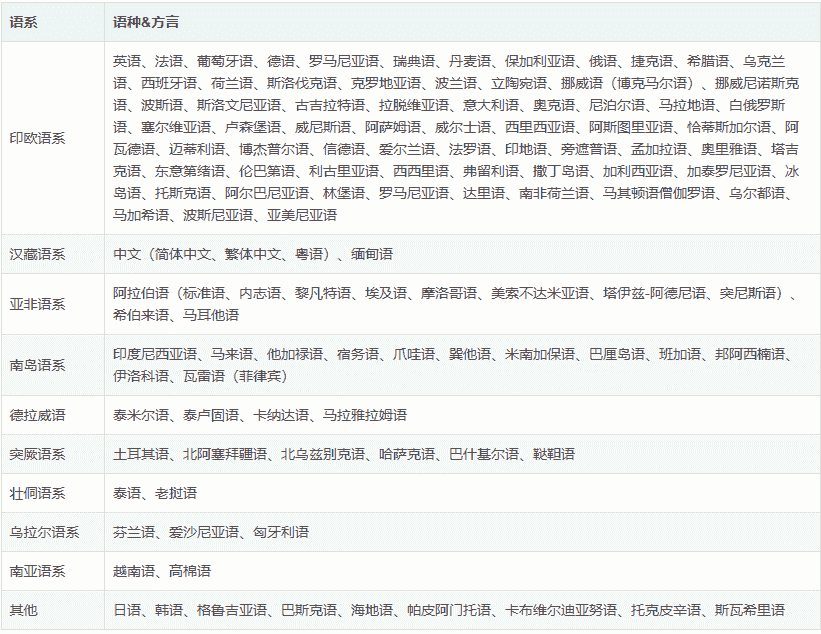 语系 语种&方言
英语、法语、葡萄牙语、德语、罗马尼亚语、瑞典语、丹麦语、保加利亚语、俄语、捷克语、希腊语、乌克兰
语、西班牙语、荷兰语、斯洛伐克语、克罗地亚语、波兰语、立陶宛语、挪威语（博克马尔语）、挪威尼诺斯克
语、波斯语、斯洛文尼亚语、古吉拉特语、拉脱维亚语、意大利语、奥克语、尼泊尔语、马拉地语、白俄罗斯
语、塞尔维亚语、卢森堡语、威尼斯语、阿萨姆语、威尔士语、西里西亚语、阿斯图里亚语、恰蒂斯加尔语、阿
印欧语系
瓦德语、迈蒂利语、博杰普尔语、信德语、爱尔兰语、法罗语、印地语、旁遮普语、孟加拉语、奥里雅语、塔吉
克语、东意第绪语、伦巴第语、利古里亚语、西西里语、弗留利语、撒丁岛语、加利西亚语、加泰罗尼亚语、冰
岛语、托斯克语、阿尔巴尼亚语、林堡语、罗马尼亚语、达里语、南非荷兰语、马其顿语僧伽罗语、乌尔都语、
马加希语、波斯尼亚语、亚美尼亚语
汉藏语系 中文（简体中文、繁体中文、粤语）、缅甸语
亚非语系
阿拉伯语（标准语、内志语、黎凡特语、埃及语、摩洛哥语、美索不达米亚语、塔伊兹-阿德尼语、突尼斯语）、
希伯来语、马耳他语
南岛语系
印度尼西亚语、马来语、他加禄语、宿务语、爪哇语、巽他语、米南加保语、巴厘岛语、班加语、邦阿西楠语、
伊洛科语、瓦雷语（菲律宾）
德拉威语 泰米尔语、泰卢固语、卡纳达语、马拉雅拉姆语
突厥语系 土耳其语、北阿塞拜疆语、北乌兹别克语、哈萨克语、巴什基尔语、鞑靼语
壮侗语系 泰语、老挝语
乌拉尔语系 芬兰语、爱沙尼亚语、匈牙利语
南亚语系 越南语、高棉语
其他 日语、韩语、格鲁吉亚语、巴斯克语、海地语、帕皮阿门托语、卡布维尔迪亚努语、托克皮辛语、斯瓦希里语